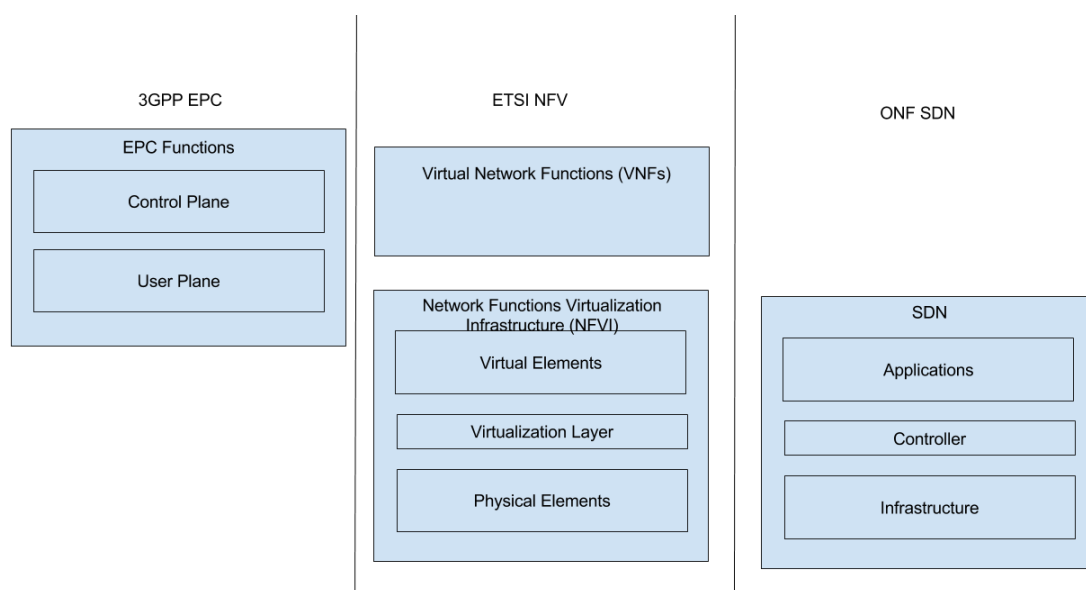 3GPP EPC
EPC Functions
Control Plane
User Plane
ETSI NFV
Virtual Network Functions (VNFs)
Network Functions Virtualization
Infrastructure (NFVI)
Virtual Elements
Virtualization Layer
Physical Elements
ONF SDN
SDN
Applications
Controller
Infrastructure